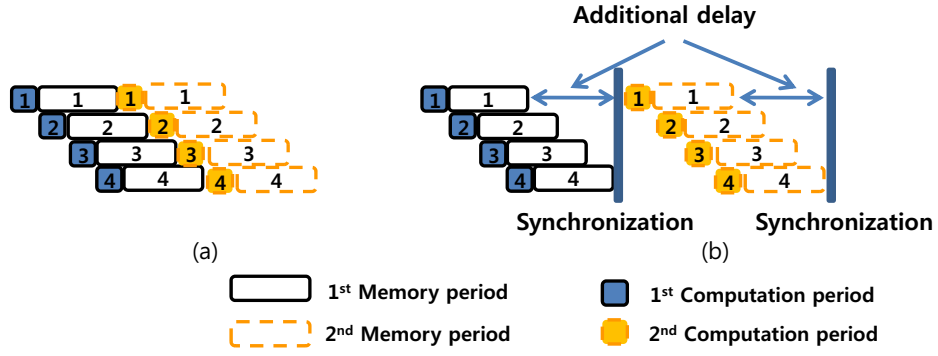 Additional delay
1 1 1 1
2 2 2 2
3 3 3 3
4 4 4 4
1 1 1 1
2 2 2 2
3 3 3 3
4 4 4 4
Synchronization Synchronization
(a) (b)
1st Memory period
1st Computation period
2nd Memory period
2nd Computation period